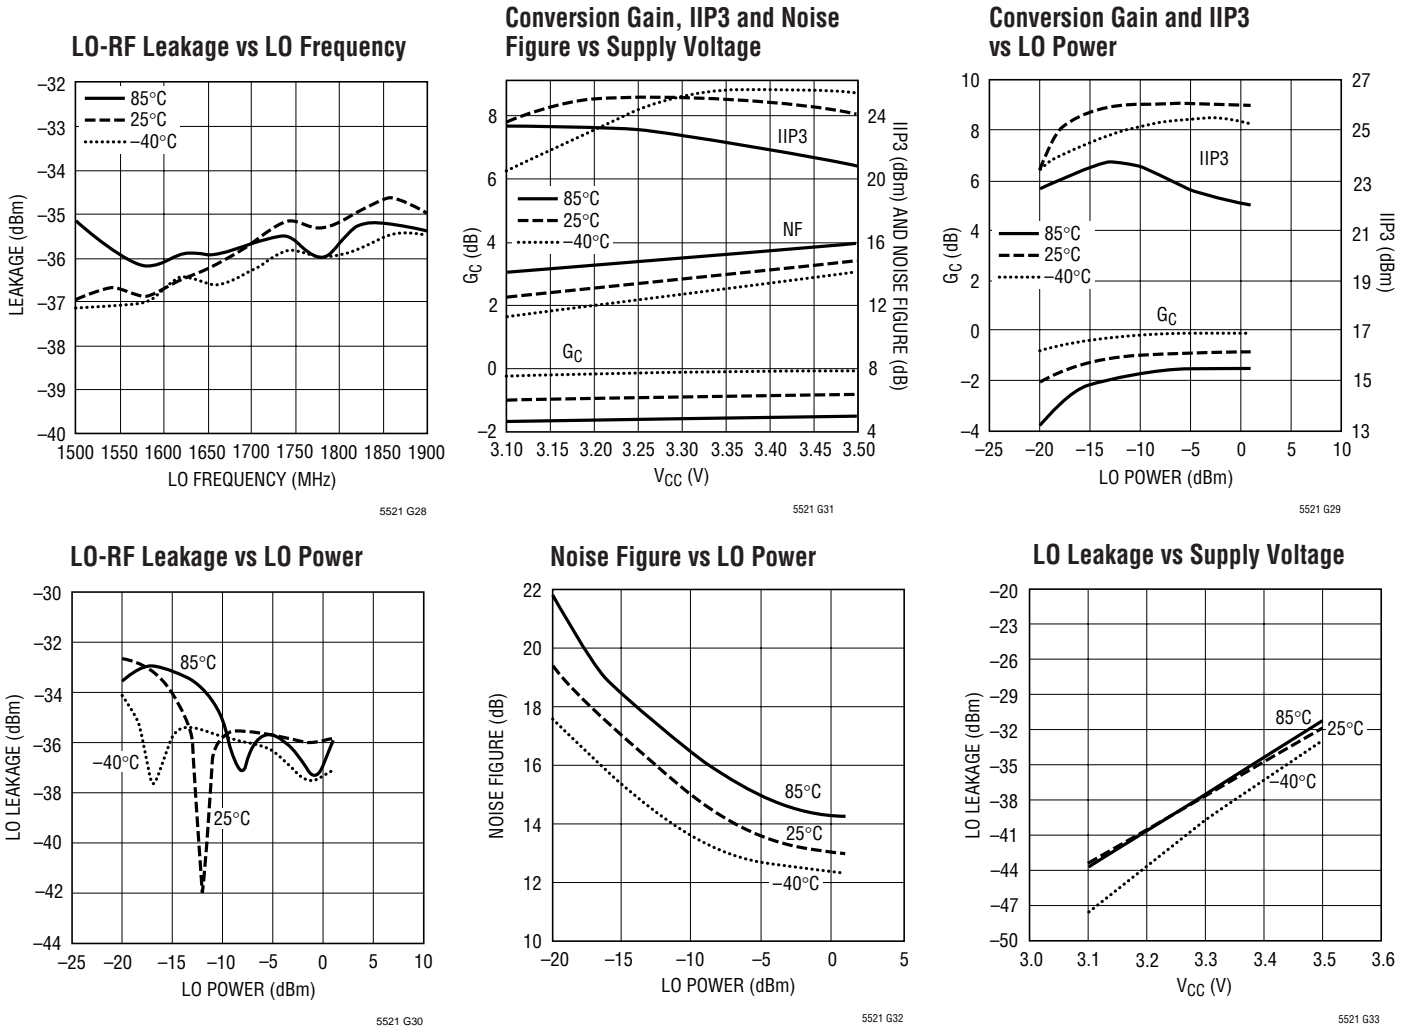 LO-RF Leakage vs LO Frequency
–32
–33
–34
–35
–36
–37
–38
–39
–40
LEAKAGE (dBm)
85°C
25°C
–40°C
1500 1550 1600 1650 1700 1750 1800 1850 1900
LO FREQUENCY (MHz)
5521 G28
Conversion Gain, IIP3 and Noise
Figure vs Supply Voltage
8
6
4
2
0
–2
GC (dB)
IIP3
85°C
25°C
–40°C
NF
GC
24
20
16
12
8
4
IIP3 (dBm) AND NOISE FIGURE (dB)
3.10 3.15 3.20 3.25 3.30 3.35 3.40 3.45 3.50
VCC (V)
5521 G31
Conversion Gain and IIP3
vs LO Power
10
8
6
4
2
0
–2
–4
GC (dB)
IIP3
85°C
25°C
–40°C
GC
27
25
23
21
19
17
15
13
IIP3 (dBm)
–25 –20 –15 –10 –5 0 5 10
LO POWER (dBm)
5521 G29
LO-RF Leakage vs LO Power
–30
–32
–34
–36
–38
–40
–42
–44
LO LEAKAGE (dBm)
85°C
–40°C
25°C
–25 –20 –15 –10 –5 0 5 10
LO POWER (dBm)
5521 G30
Noise Figure vs LO Power
22
20
18
16
14
12
10
NOISE FIGURE (dB)
85°C
25°C
–40°C
–20 –15 –10 –5 0 5
LO POWER (dBm)
5521 G32
LO Leakage vs Supply Voltage
–20
–23
–26
–29
–32
–35
–38
–41
–44
–47
–50
LO LEAKAGE (dBm)
85°C
25°C
–40°C
3.0 3.1 3.2 3.3 3.4 3.5 3.6
VCC (V)
5521 G33